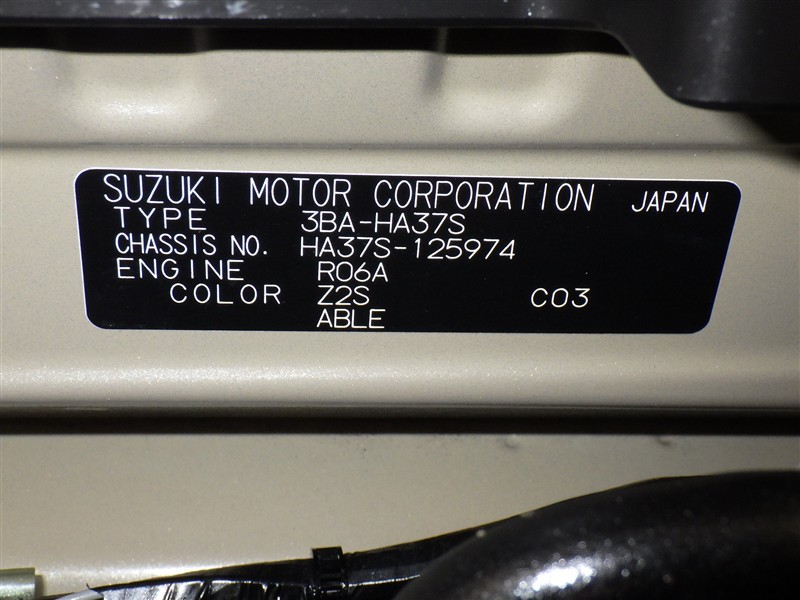 SUZUKI MOTOR CORPORATION JAPAN
TYPE 3BA-HA37S
CHASSIS NO. HA37S-125974
ENGINE R06A
COLOR Z2S C03
ABLE